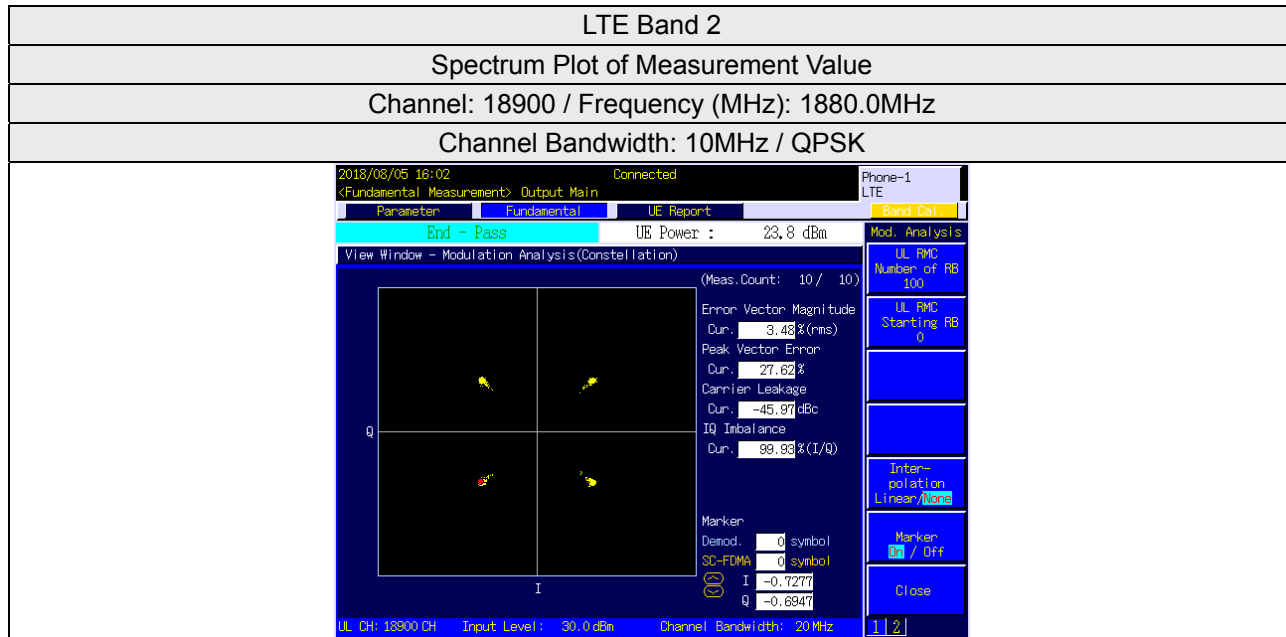 LTE Band 2
Spectrum Plot of Measurement Value
Channel: 18900 / Frequency (MHz): 1880.0MHz
Channel Bandwidth: 10MHz / QPSK
2018/08/05 16:02 Connected
<Fundamental Measurement> Output Main
Phone-1
LTE
Parameter Fundamental UE Report Band Cal.
End - Pass UE Power : 23.8 dBm
Mod. Analysis
View Window - Modulation Analysis(Constellation)
(Meas.Count: 10/ 10)
Error Vector Magnitude
Cur. 3.48 %(rms)
Peak Vector Error
Cur. 27.62 %
Carrier Leakage
Cur. -45.97 dBc
IQ Imbalance
Cur. 99.93 %(I/Q)
Q
I
Marker
Demod. 0 symbol
SC-FDMA 0 symbol
I -0.7277
Q -0.6947
UL RMC
Number of RB
100
UL RMC
Starting RB
0
Inter-
polation
Linear/None
Marker
On / Off
Close
UL CH: 18900 CH Input Level: 30.0 dBm Channel Bandwidth: 20 MHz
1 2